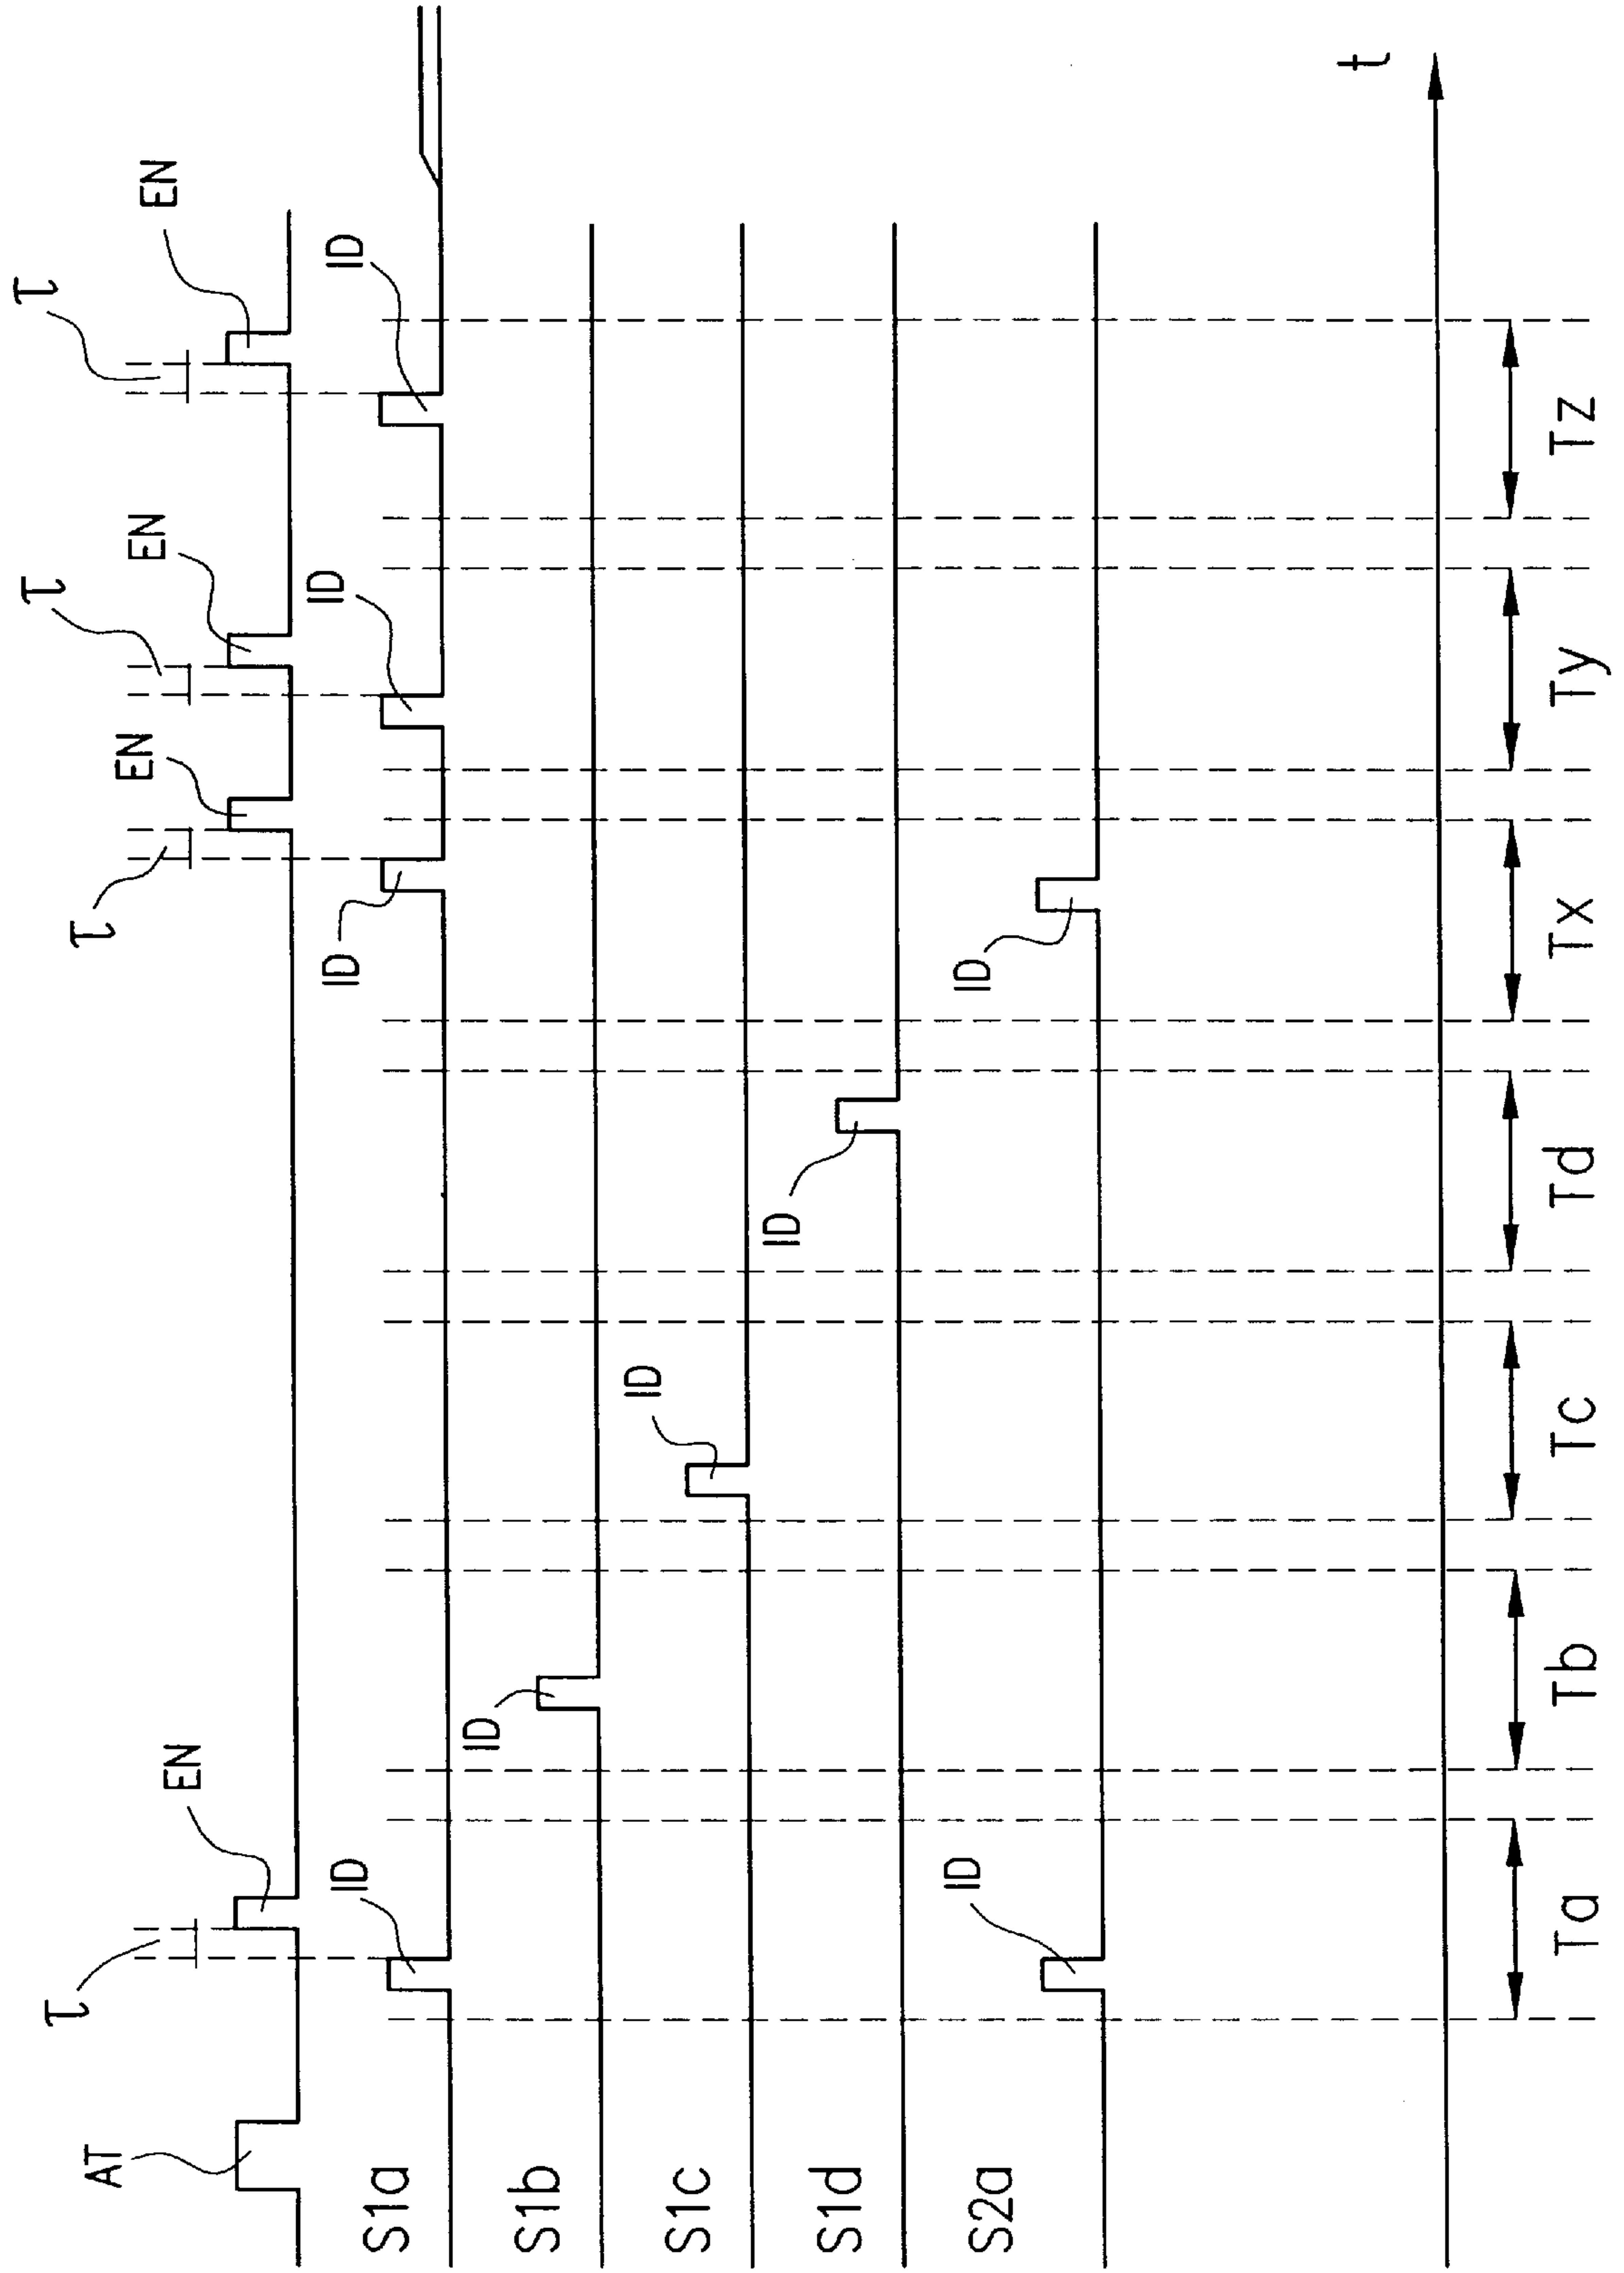 τ τ τ τ
AT EN EN EN EN
S1a ID ID ID ID
S1b ID
S1c ID
S1d ID
S2a ID ID
t
Ta Tb Tc Td Tx Ty Tz